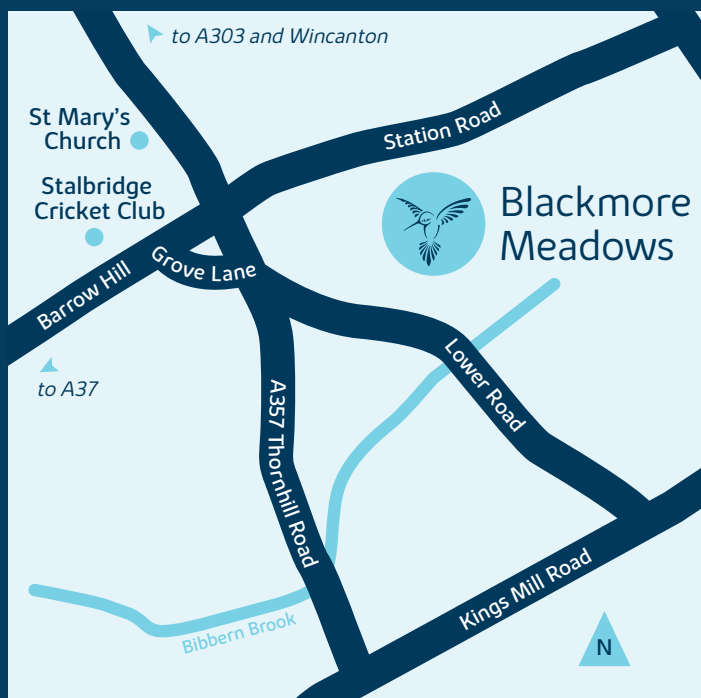 to A303 and Wincanton
St Mary's
Church
Station Road
Stalbridge
Cricket Club
Blackmore
Meadows
Grove Lane
Barrow Hill
to A37
Lower Road
A357 Thornhill Road
Kings Mill Road
Bibbern Brook
N